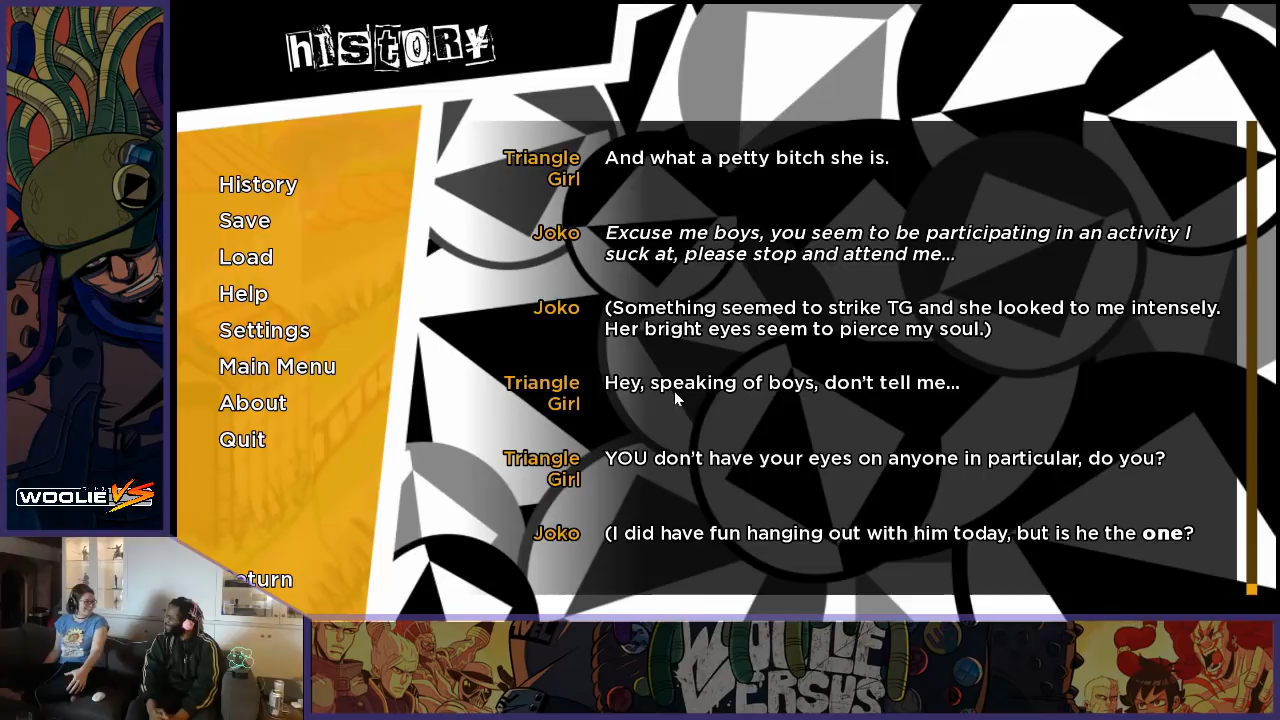 HISTORY
History
Save
Load
Help
Settings
Main Menu
About
Quit
eturn
Triangle
Girl
And what a petty bitch she is.
Joko
Excuse me boys, you seem to be participating in an activity I
suck at, please stop and attend me...
Joko
(Something seemed to strike TG and she looked to me intensely.
Her bright eyes seem to pierce my soul.)
Triangle
Girl
Hey, speaking of boys, don't tell me...
Triangle
Girl
YOU don't have your eyes on anyone in particular, do you?
Joko
(I did have fun hanging out with him today, but is he the one?
WOOLIE VS
WOOLIE
VERSUS